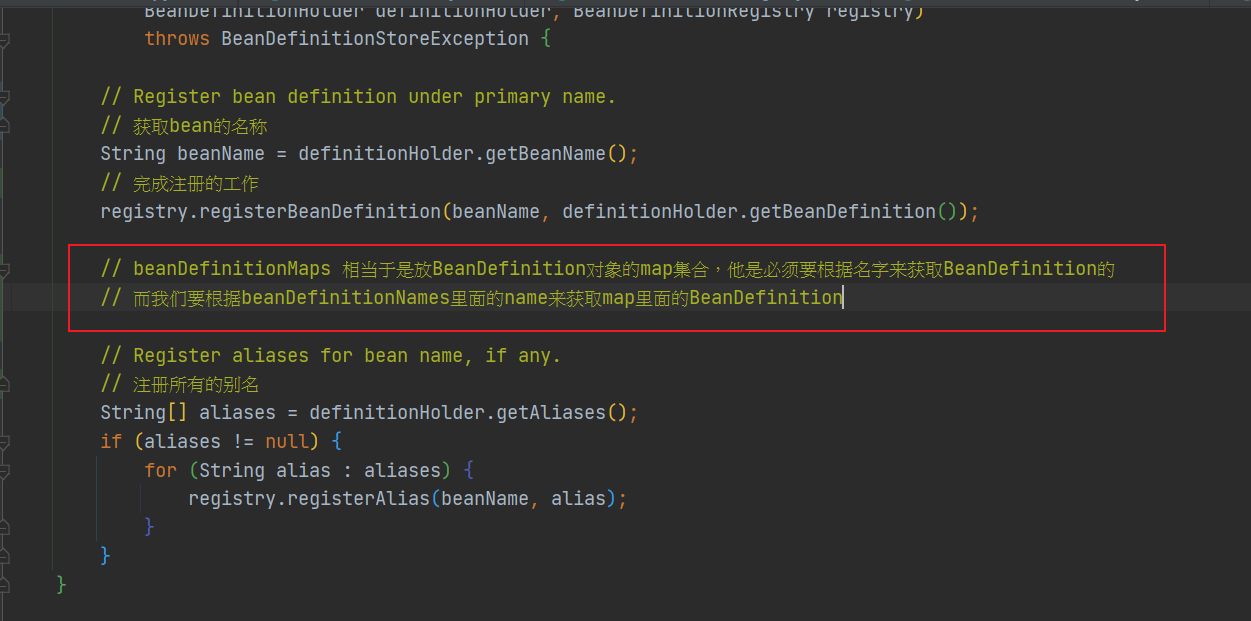 BeanDefinitionHolder definitionHolder, BeanDefinitionRegistry registry)
throws BeanDefinitionStoreException {
// Register bean definition under primary name.
// 获取bean的名称
String beanName = definitionHolder.getBeanName();
// 完成注册的工作
registry.registerBeanDefinition(beanName, definitionHolder.getBeanDefinition());
// beanDefinitionMaps 相当于是放BeanDefinition对象的map集合，他是必须要根据名字来获取BeanDefinition的
// 而我们要根据beanDefinitionNames里面的name来获取map里面的BeanDefinition
// Register aliases for bean name, if any.
// 注册所有的别名
String[] aliases = definitionHolder.getAliases();
if (aliases != null) {
for (String alias : aliases) {
registry.registerAlias(beanName, alias);
}
}
}